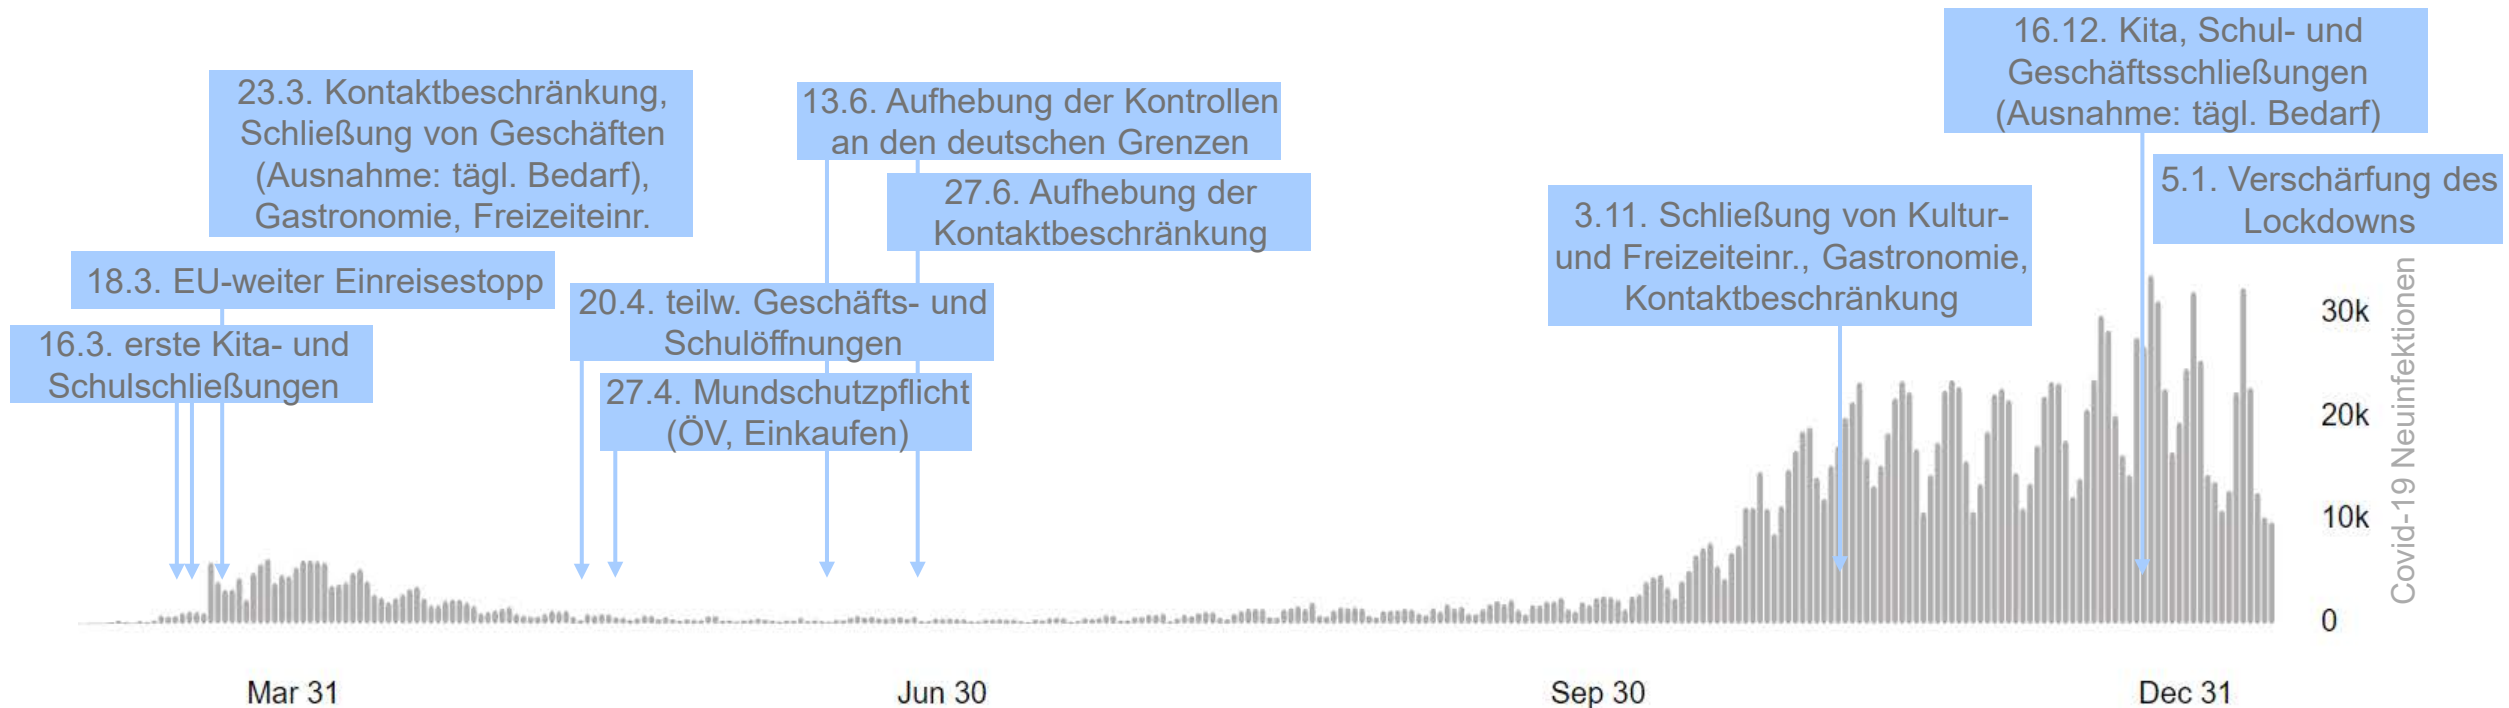 16.3. erste Kita- und
Schulschließungen
18.3. EU-weiter Einreisestopp
23.3. Kontaktbeschränkung,
Schließung von Geschäften
(Ausnahme: tägl. Bedarf),
Gastronomie, Freizeiteinr.
20.4. teilw. Geschäfts- und
Schulöffnungen
27.4. Mundschutzpflicht
(ÖV, Einkaufen)
13.6. Aufhebung der Kontrollen
an den deutschen Grenzen
27.6. Aufhebung der
Kontaktbeschränkung
3.11. Schließung von Kultur-
und Freizeiteinr., Gastronomie,
Kontaktbeschränkung
16.12. Kita, Schul- und
Geschäftsschließungen
(Ausnahme: tägl. Bedarf)
5.1. Verschärfung des
Lockdowns
30k
20k
10k
0
Covid-19 Neuinfektionen
Mar 31
Jun 30
Sep 30
Dec 31